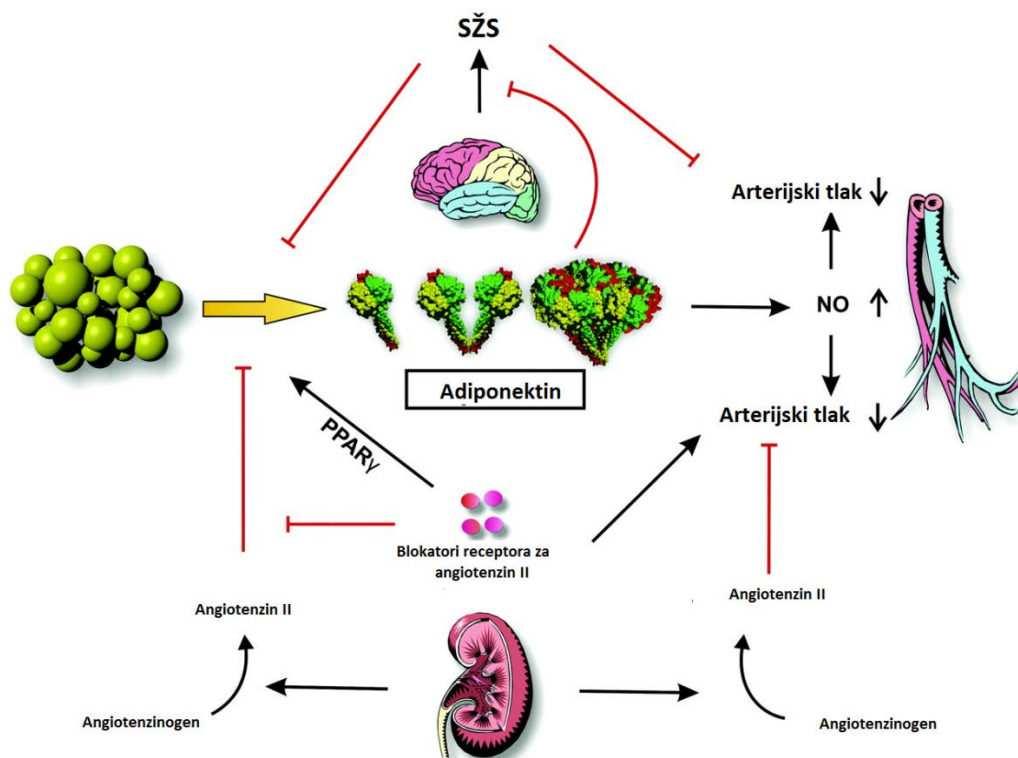 SŽS
Arterijski tlak ↓
NO ↑
Adiponektin
Arterijski tlak ↓
PPARγ
Blokatori receptora za
angiotenzin II
Angiotenzin II
Angiotenzin II
Angiotenzinogen
Angiotenzinogen